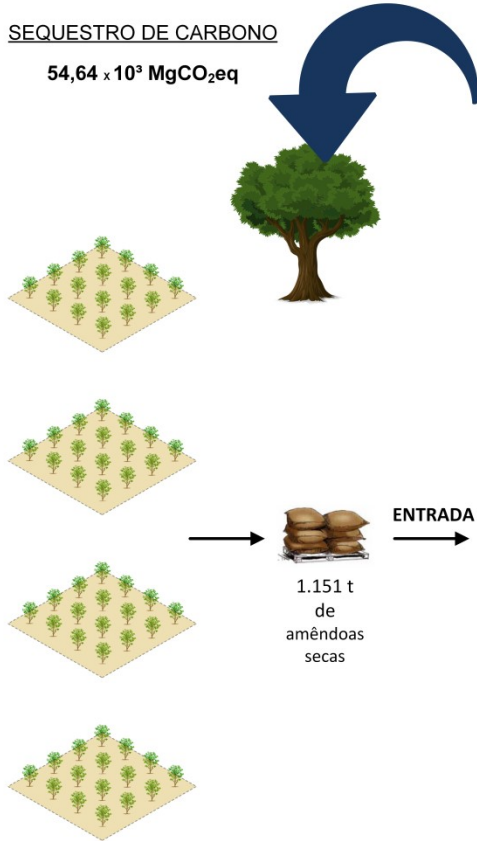 SEQUESTRO DE CARBONO
54,64 x 10³ MgCO₂eq
ENTRADA
1.151 t
de
amêndoas
secas